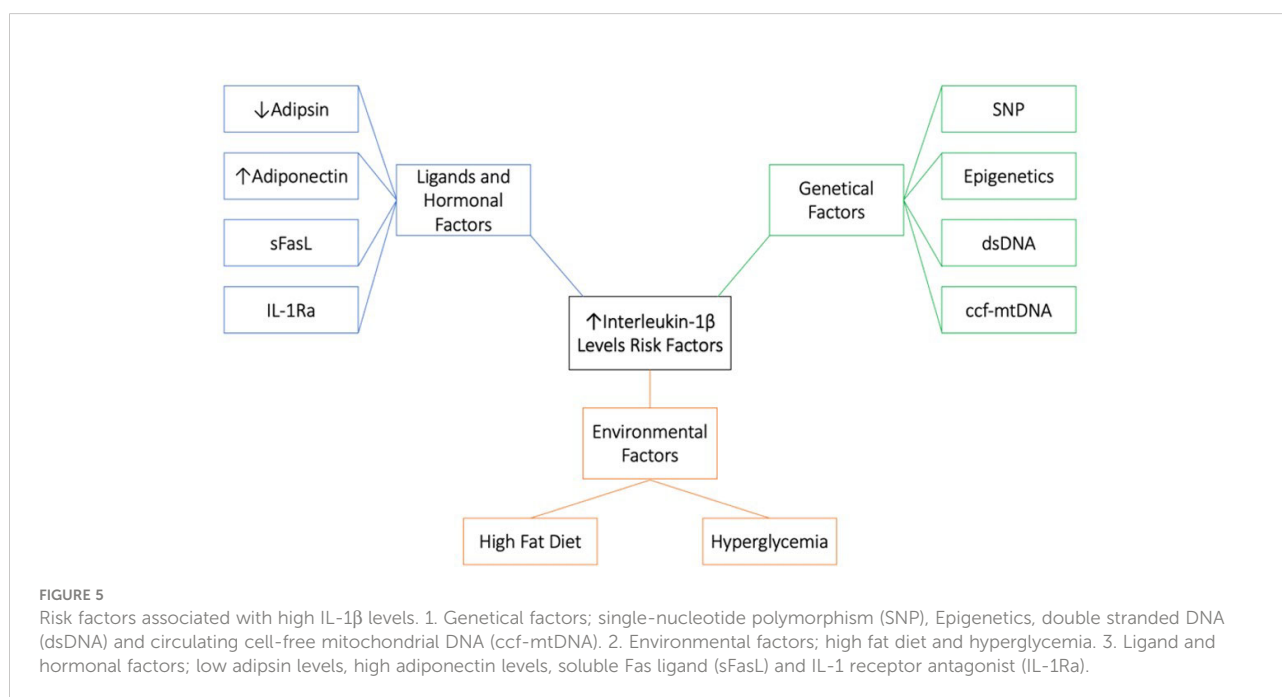 ↓Adipsin
↑Adiponectin
sFasL
IL-1Ra
Ligands and
Hormonal
Factors
SNP
Epigenetics
dsDNA
ccf-mtDNA
Genetical
Factors
↑Interleukin-1β
Levels Risk Factors
Environmental
Factors
High Fat Diet
Hyperglycemia
FIGURE 5
Risk factors associated with high IL-1β levels. 1. Genetical factors; single-nucleotide polymorphism (SNP), Epigenetics, double stranded DNA
(dsDNA) and circulating cell-free mitochondrial DNA (ccf-mtDNA). 2. Environmental factors; high fat diet and hyperglycemia. 3. Ligand and
hormonal factors; low adipsin levels, high adiponectin levels, soluble Fas ligand (sFasL) and IL-1 receptor antagonist (IL-1Ra).